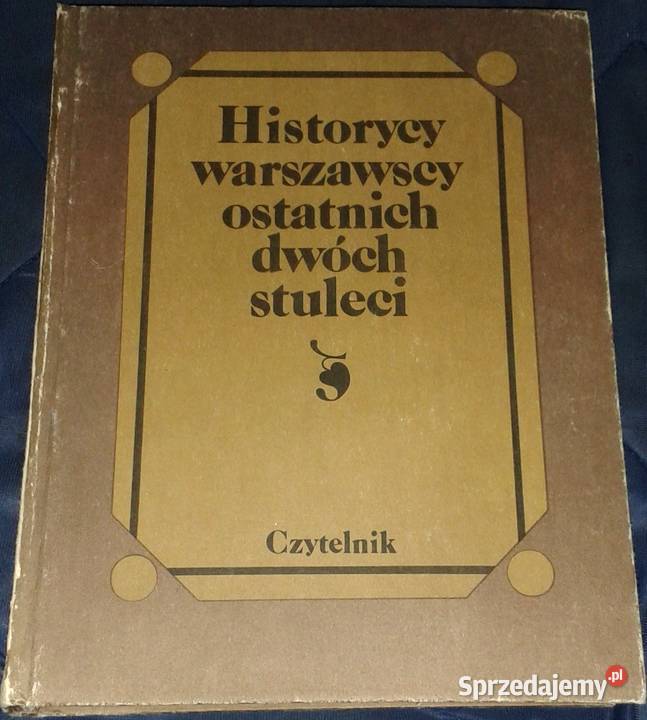 Historycy
warszawscy
ostatnich
dwóch
stuleci
Czytelnik
Sprzedajemy.pl